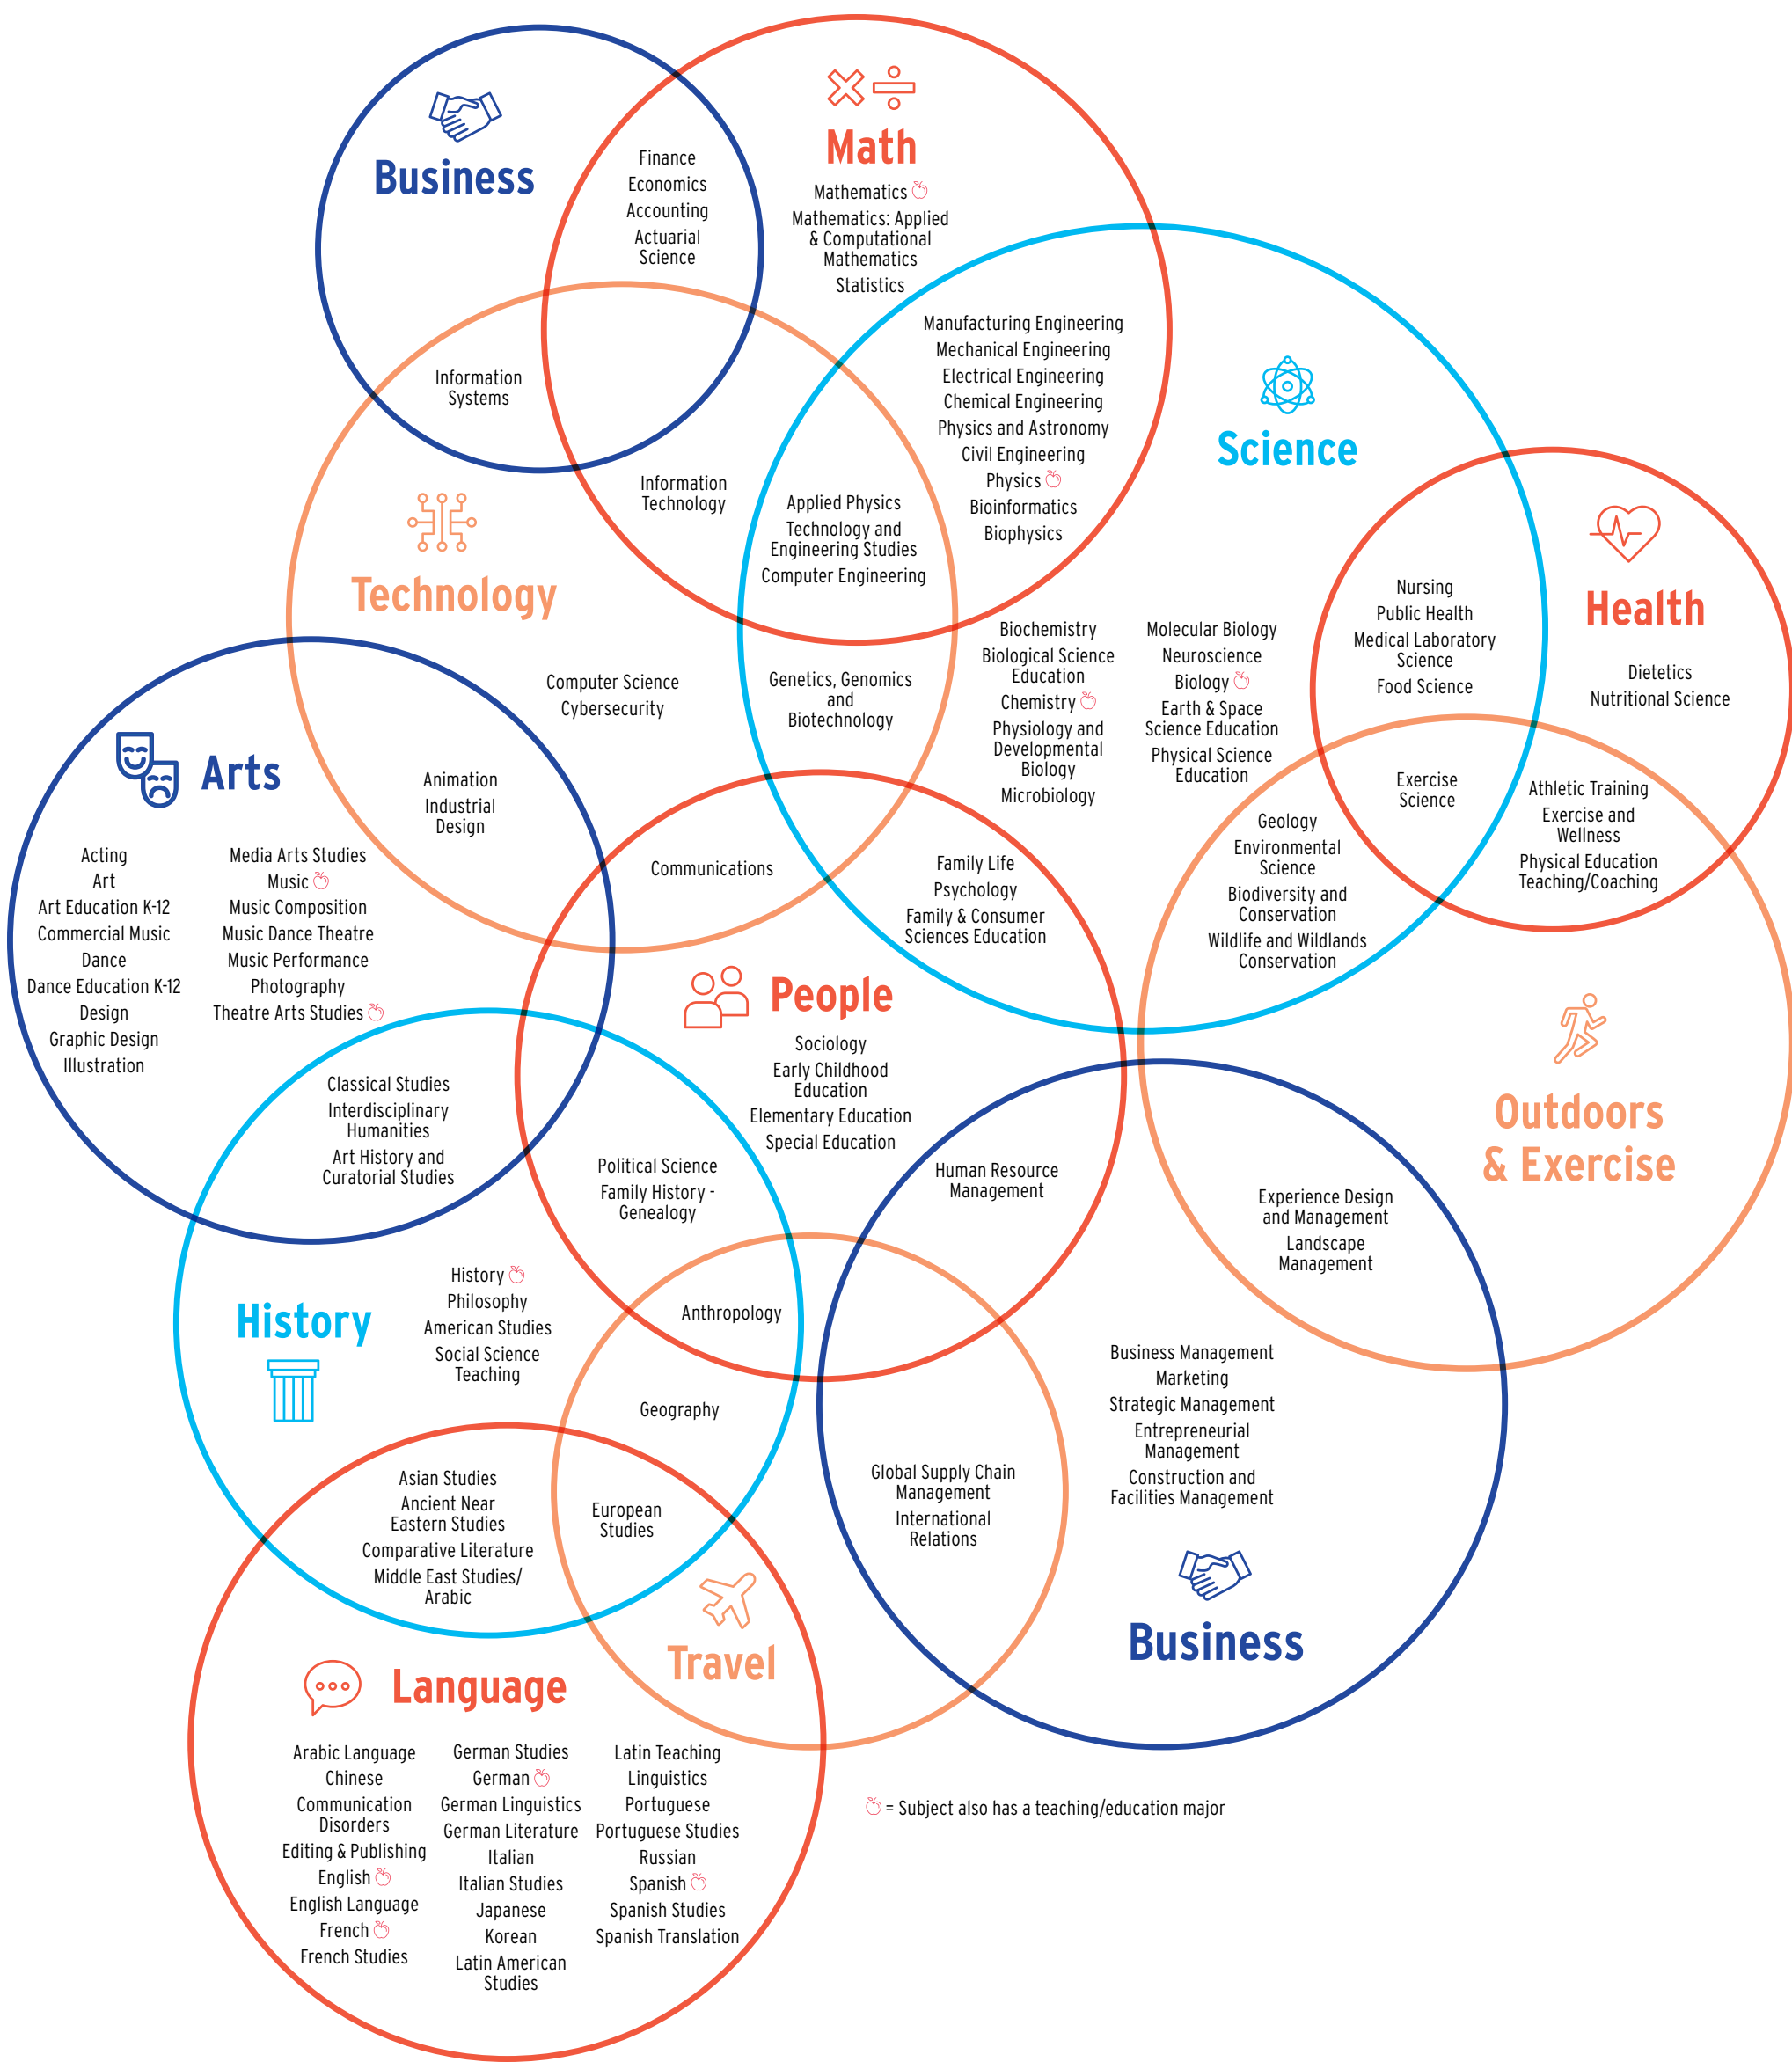 Business
Finance
Economics
Accounting
Actuarial
Science
Math
Mathematics
Mathematics: Applied
& Computational
Mathematics
Statistics
Information
Systems
Information
Technology
Manufacturing Engineering
Mechanical Engineering
Electrical Engineering
Chemical Engineering
Physics and Astronomy
Civil Engineering
Physics
Bioinformatics
Biophysics
Science
Applied Physics
Technology and
Engineering Studies
Computer Engineering
Technology
Health
Nursing
Public Health
Medical Laboratory
Science
Food Science
Dietetics
Nutritional Science
Computer Science
Cybersecurity
Genetics, Genomics
and
Biotechnology
Biochemistry
Biological Science
Education
Chemistry
Physiology and
Developmental
Biology
Microbiology
Molecular Biology
Neuroscience
Biology
Earth & Space
Science Education
Physical Science
Education
Exercise
Science
Athletic Training
Exercise and
Wellness
Physical Education
Teaching/Coaching
Geology
Environmental
Science
Biodiversity and
Conservation
Wildlife and Wildlands
Conservation
Arts
Animation
Industrial
Design
Acting
Art
Art Education K-12
Commercial Music
Dance
Dance Education K-12
Design
Graphic Design
Illustration
Media Arts Studies
Music
Music Composition
Music Dance Theatre
Music Performance
Photography
Theatre Arts Studies
Communications
Family Life
Psychology
Family & Consumer
Sciences Education
People
Sociology
Early Childhood
Education
Elementary Education
Special Education
Outdoors
& Exercise
Classical Studies
Interdisciplinary
Humanities
Art History and
Curatorial Studies
Political Science
Family History -
Genealogy
Human Resource
Management
Experience Design
and Management
Landscape
Management
History
History
Philosophy
American Studies
Social Science
Teaching
Anthropology
Geography
Business Management
Marketing
Strategic Management
Entrepreneurial
Management
Construction and
Facilities Management
Asian Studies
Ancient Near
Eastern Studies
Comparative Literature
Middle East Studies/
Arabic
European
Studies
Global Supply Chain
Management
International
Relations
Business
Travel
Language
Arabic Language
Chinese
Communication
Disorders
Editing & Publishing
English
English Language
French
French Studies
German Studies
German
German Linguistics
German Literature
Italian
Italian Studies
Japanese
Korean
Latin American
Studies
Latin Teaching
Linguistics
Portuguese
Portuguese Studies
Russian
Spanish
Spanish Studies
Spanish Translation
= Subject also has a teaching/education major